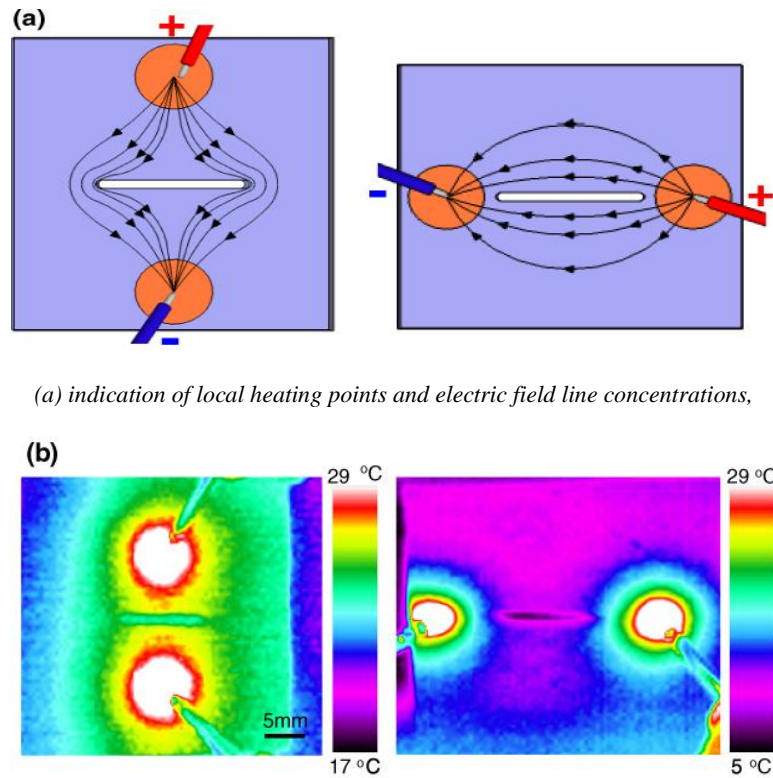 (a)
+
-
-
+
(a) indication of local heating points and electric field line concentrations,
(b)
29 °C
29 °C
5mm
17 °C
5 °C